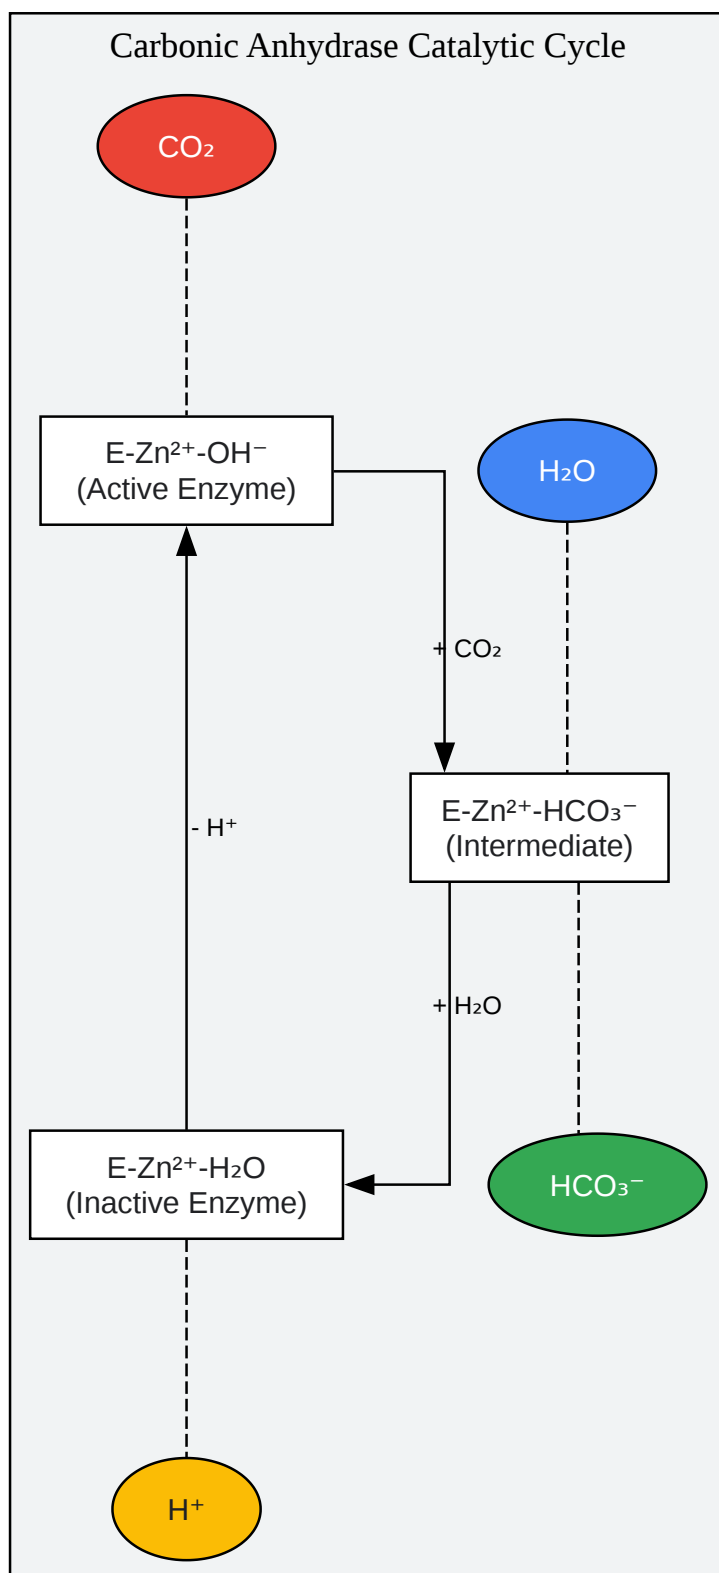 Carbonic Anhydrase Catalytic Cycle
CO₂
E-Zn²⁺-OH⁻
(Active Enzyme)
H₂O
+ CO₂
- H⁺
E-Zn²⁺-HCO₃⁻
(Intermediate)
+ H₂O
E-Zn²⁺-H₂O
(Inactive Enzyme)
HCO₃⁻
H⁺